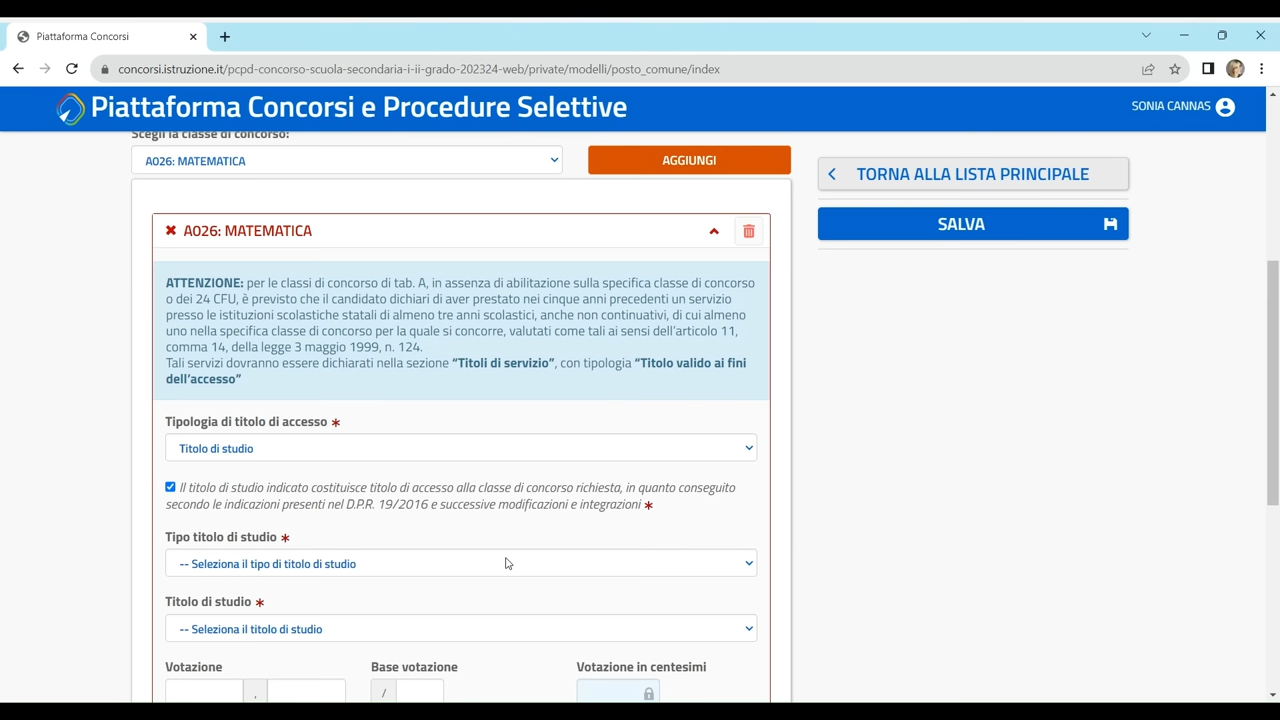 Piattaforma Concorsi
concorsi.istruzione.it/pcpd-concorso-scuola-secondaria-i-ii-grado-202324-web/private/modelli/posto_comune/index
Piattaforma Concorsi e Procedure Selettive
SONIA CANNAS
Scegli la classe di concorso:
A026: MATEMATICA
AGGIUNGI
TORNA ALLA LISTA PRINCIPALE
SALVA
A026: MATEMATICA
ATTENZIONE: per le classi di concorso di tab. A, in assenza di abilitazione sulla specifica classe di concorso
o dei 24 CFU, è previsto che il candidato dichiari di aver prestato nei cinque anni precedenti un servizio
presso le istituzioni scolastiche statali di almeno tre anni scolastici, anche non continuativi, di cui almeno
uno nella specifica classe di concorso per la quale si concorre, valutati come tali ai sensi dell'articolo 11,
comma 14, della legge 3 maggio 1999, n. 124.
Tali servizi dovranno essere dichiarati nella sezione “Titoli di servizio”, con tipologia “Titolo valido ai fini
dell'accesso”
Tipologia di titolo di accesso *
Titolo di studio
Il titolo di studio indicato costituisce titolo di accesso alla classe di concorso richiesta, in quanto conseguito
secondo le indicazioni presenti nel D.P.R. 19/2016 e successive modificazioni e integrazioni *
Tipo titolo di studio *
-- Seleziona il tipo di titolo di studio
Titolo di studio *
-- Seleziona il titolo di studio
Votazione
Base votazione
Votazione in centesimi
,
/